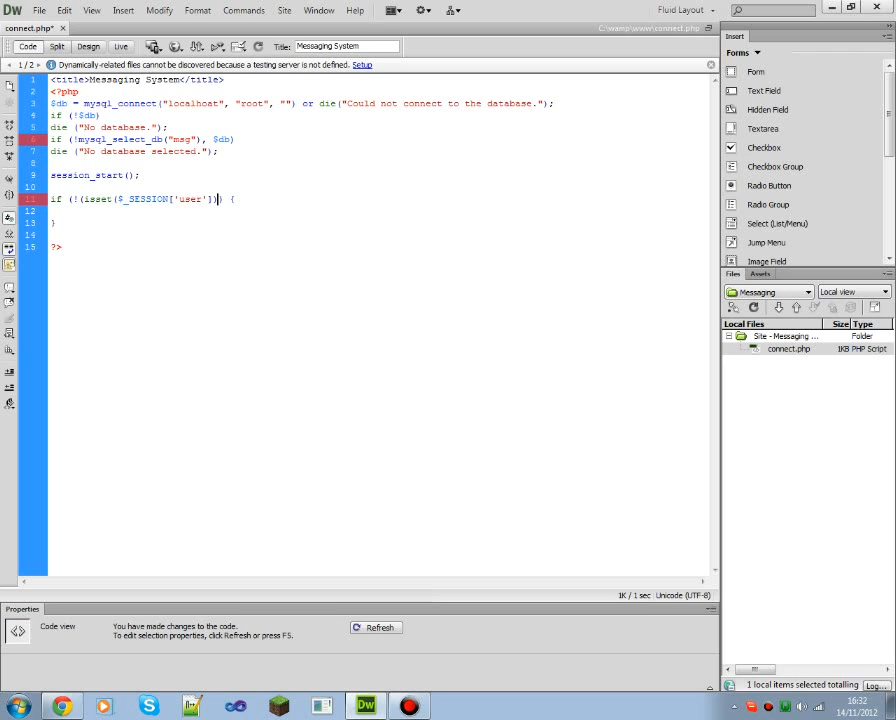 Dw File Edit View Insert Modify Format Commands Site Window Help Fluid Layout
connect.php* × C:\wamp\www\connect.php
Code Split Design Live Title: Messaging System
1 / 2 Dynamically-related files cannot be discovered because a testing server is not defined. Setup
1 <title>Messaging System</title>
2 <?php
3 $db = mysql_connect("localhoat", "root", "") or die("Could not connect to the database.");
4 if (!$db)
5 die ("No database.");
6 if (!mysql_select_db("msg"), $db)
7 die ("No database selected.");
8
9 session_start();
10
11 if (!(isset($_SESSION['user'])) {
12
13 }
14
15 ?>
1K / 1 sec Unicode (UTF-8)
Properties
Code view
You have made changes to the code.
To edit selection properties, click Refresh or press F5.
Refresh
Insert
Forms
Form
Text Field
Hidden Field
Textarea
Checkbox
Checkbox Group
Radio Button
Radio Group
Select (List/Menu)
Jump Menu
Image Field
Files Assets
Messaging Local view
Local Files Size Type
Site - Messaging ... Folder
connect.php 1KB PHP Script
1 local items selected totalling Log...
Dw
16:32
14/11/2012